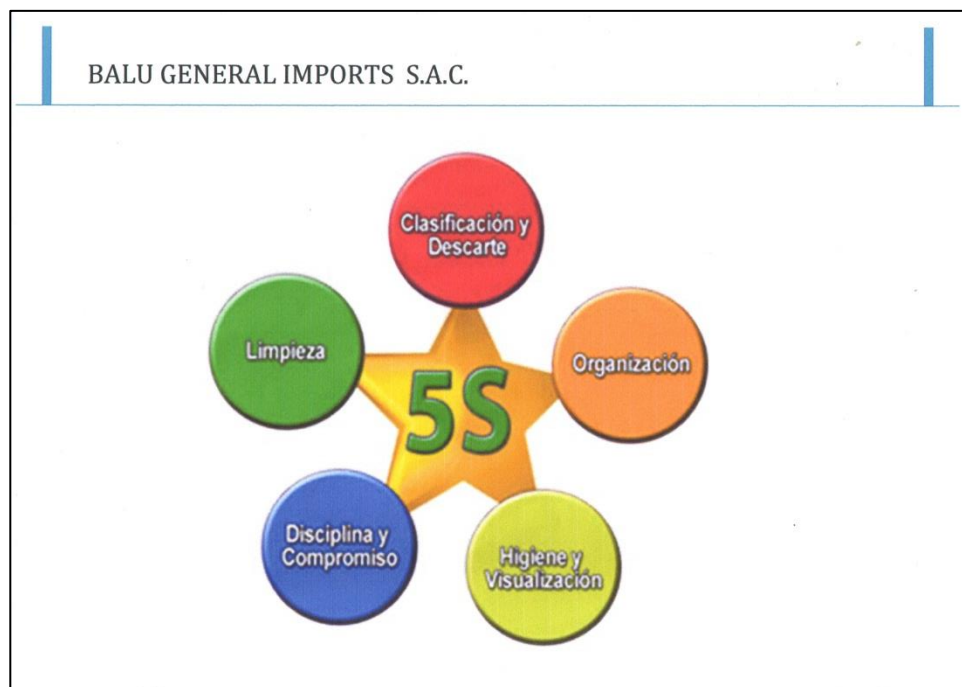 BALU GENERAL IMPORTS S.A.C.
Clasificación y
Descarte
Limpieza
Organización
5S
Disciplina y
Compromiso
Higiene y
Visualización